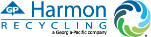 GP Harmon
RECYCLING
a Georgia-Pacific company